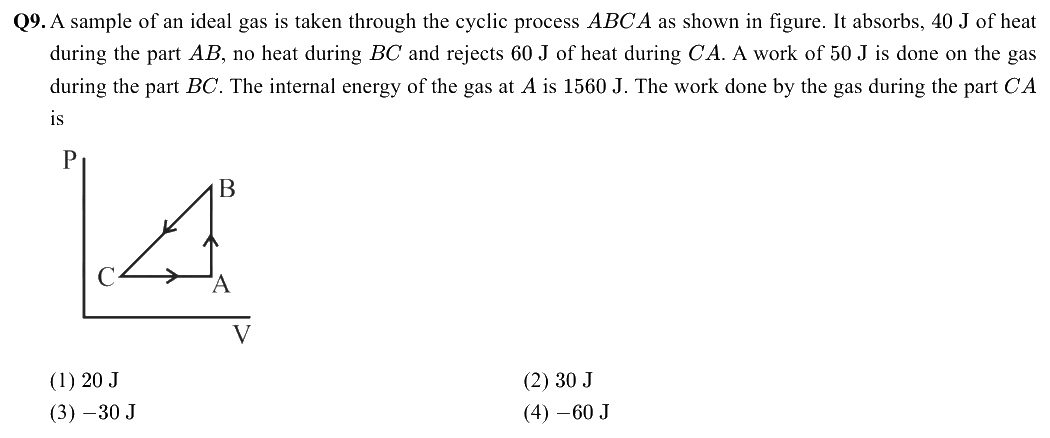 Q9. A sample of an ideal gas is taken through the cyclic process ABCA as shown in figure. It absorbs, 40 J of heat
during the part AB, no heat during BC and rejects 60 J of heat during CA. A work of 50 J is done on the gas
during the part BC. The internal energy of the gas at A is 1560 J. The work done by the gas during the part CA
is
P
B
C
A
V
(1) 20 J (2) 30 J
(3) −30 J (4) −60 J